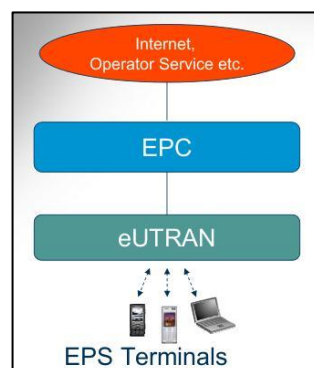 Internet,
Operator Service etc.
EPC
eUTRAN
EPS Terminals